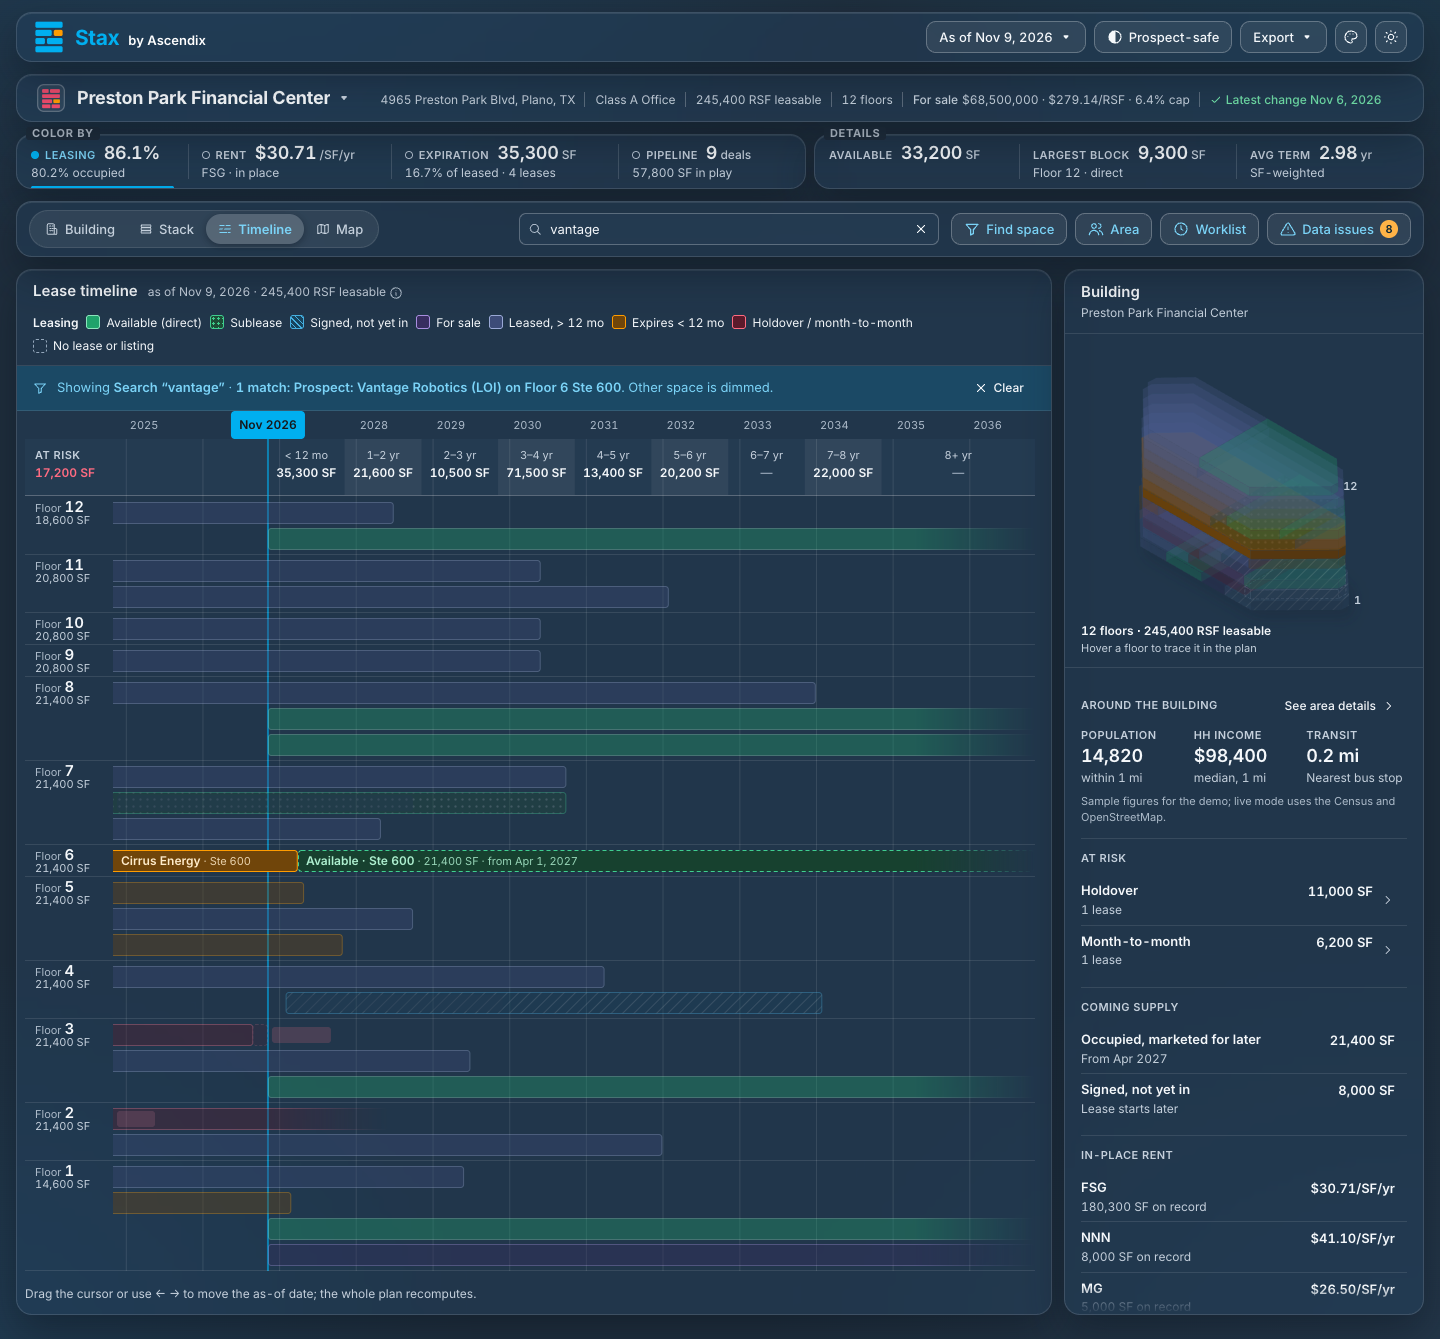 Stax by Ascendix
As of Nov 9, 2026
Prospect-safe
Export
Preston Park Financial Center
4965 Preston Park Blvd, Plano, TX
Class A Office
245,400 RSF leasable
12 floors
For sale $68,500,000 · $279.14/RSF · 6.4% cap
✓ Latest change Nov 6, 2026
COLOR BY
LEASING 86.1%
80.2% occupied
RENT $30.71 /SF/yr
FSG · in place
EXPIRATION 35,300 SF
16.7% of leased · 4 leases
PIPELINE 9 deals
57,800 SF in play
DETAILS
AVAILABLE 33,200 SF
LARGEST BLOCK 9,300 SF
Floor 12 · direct
AVG TERM 2.98 yr
SF-weighted
Building
Stack
Timeline
Map
vantage
Find space
Area
Worklist
Data issues 8
Lease timeline as of Nov 9, 2026 · 245,400 RSF leasable
Leasing Available (direct) Sublease Signed, not yet in For sale Leased, > 12 mo Expires < 12 mo Holdover / month-to-month
No lease or listing
Showing Search “vantage” · 1 match: Prospect: Vantage Robotics (LOI) on Floor 6 Ste 600. Other space is dimmed.
Clear
2025 Nov 2026 2028 2029 2030 2031 2032 2033 2034 2035 2036
AT RISK
17,200 SF
< 12 mo
35,300 SF
1–2 yr
21,600 SF
2–3 yr
10,500 SF
3–4 yr
71,500 SF
4–5 yr
13,400 SF
5–6 yr
20,200 SF
6–7 yr
—
7–8 yr
22,000 SF
8+ yr
—
Floor 12
18,600 SF
Floor 11
20,800 SF
Floor 10
20,800 SF
Floor 9
20,800 SF
Floor 8
21,400 SF
Floor 7
21,400 SF
Floor 6
21,400 SF
Cirrus Energy · Ste 600
Available · Ste 600 · 21,400 SF · from Apr 1, 2027
Floor 5
21,400 SF
Floor 4
21,400 SF
Floor 3
21,400 SF
Floor 2
21,400 SF
Floor 1
14,600 SF
Drag the cursor or use ← → to move the as-of date; the whole plan recomputes.
Building
Preston Park Financial Center
12
1
12 floors · 245,400 RSF leasable
Hover a floor to trace it in the plan
AROUND THE BUILDING
See area details
POPULATION
14,820
within 1 mi
HH INCOME
$98,400
median, 1 mi
TRANSIT
0.2 mi
Nearest bus stop
Sample figures for the demo; live mode uses the Census and
OpenStreetMap.
AT RISK
Holdover 11,000 SF
1 lease
Month-to-month 6,200 SF
1 lease
COMING SUPPLY
Occupied, marketed for later 21,400 SF
From Apr 2027
Signed, not yet in 8,000 SF
Lease starts later
IN-PLACE RENT
FSG $30.71/SF/yr
180,300 SF on record
NNN $41.10/SF/yr
8,000 SF on record
MG $26.50/SF/yr
5,000 SF on record